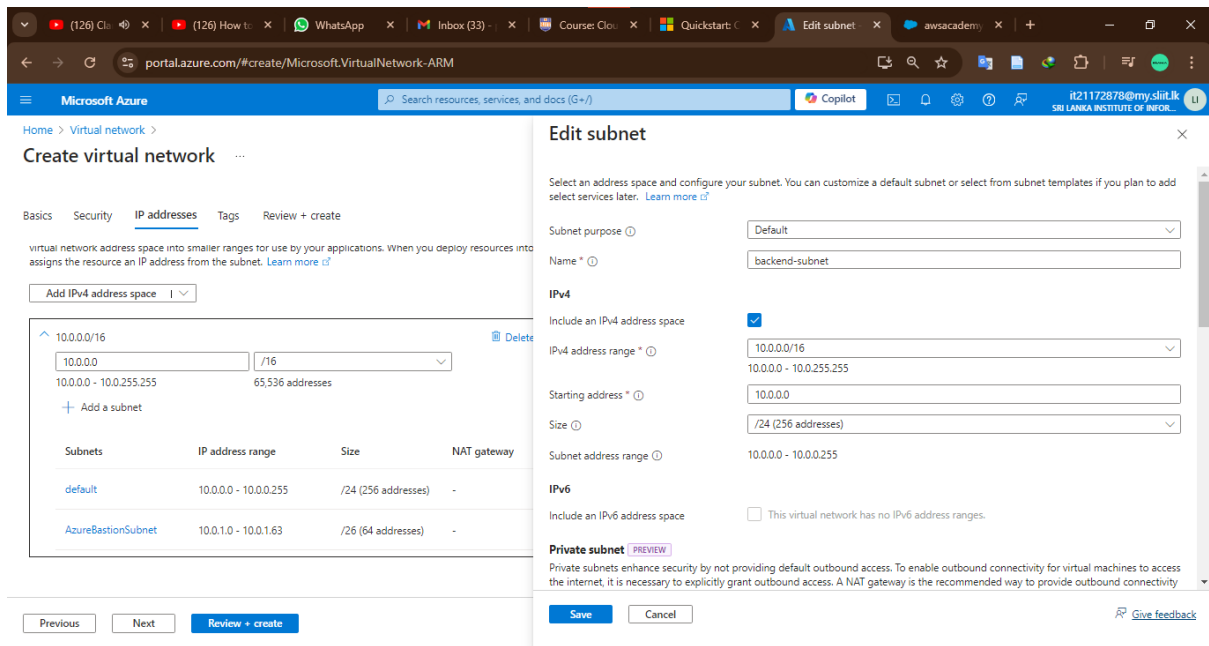 (126) Cla
(126) How to
WhatsApp
Inbox (33) -
Course: Clou
Quickstart: C
Edit subnet -
awsacademy
portal.azure.com/#create/Microsoft.VirtualNetwork-ARM
Microsoft Azure
Search resources, services, and docs (G+/)
Copilot
it21172878@my.sliit.lk
SRI LANKA INSTITUTE OF INFOR...
LI
Home > Virtual network >
Create virtual network ...
Basics Security IP addresses Tags Review + create
virtual network address space into smaller ranges for use by your applications. When you deploy resources into
assigns the resource an IP address from the subnet. Learn more
Add IPv4 address space
10.0.0.0/16
Delete
10.0.0.0 /16
10.0.0.0 - 10.0.255.255 65,536 addresses
+ Add a subnet
Subnets IP address range Size NAT gateway
default 10.0.0.0 - 10.0.0.255 /24 (256 addresses) -
AzureBastionSubnet 10.0.1.0 - 10.0.1.63 /26 (64 addresses) -
Previous Next Review + create
Edit subnet
Select an address space and configure your subnet. You can customize a default subnet or select from subnet templates if you plan to add
select services later. Learn more
Subnet purpose Default
Name * backend-subnet
IPv4
Include an IPv4 address space
IPv4 address range * 10.0.0.0/16
10.0.0.0 - 10.0.255.255
Starting address * 10.0.0.0
Size /24 (256 addresses)
Subnet address range 10.0.0.0 - 10.0.0.255
IPv6
Include an IPv6 address space This virtual network has no IPv6 address ranges.
Private subnet PREVIEW
Private subnets enhance security by not providing default outbound access. To enable outbound connectivity for virtual machines to access
the internet, it is necessary to explicitly grant outbound access. A NAT gateway is the recommended way to provide outbound connectivity
Save Cancel
Give feedback